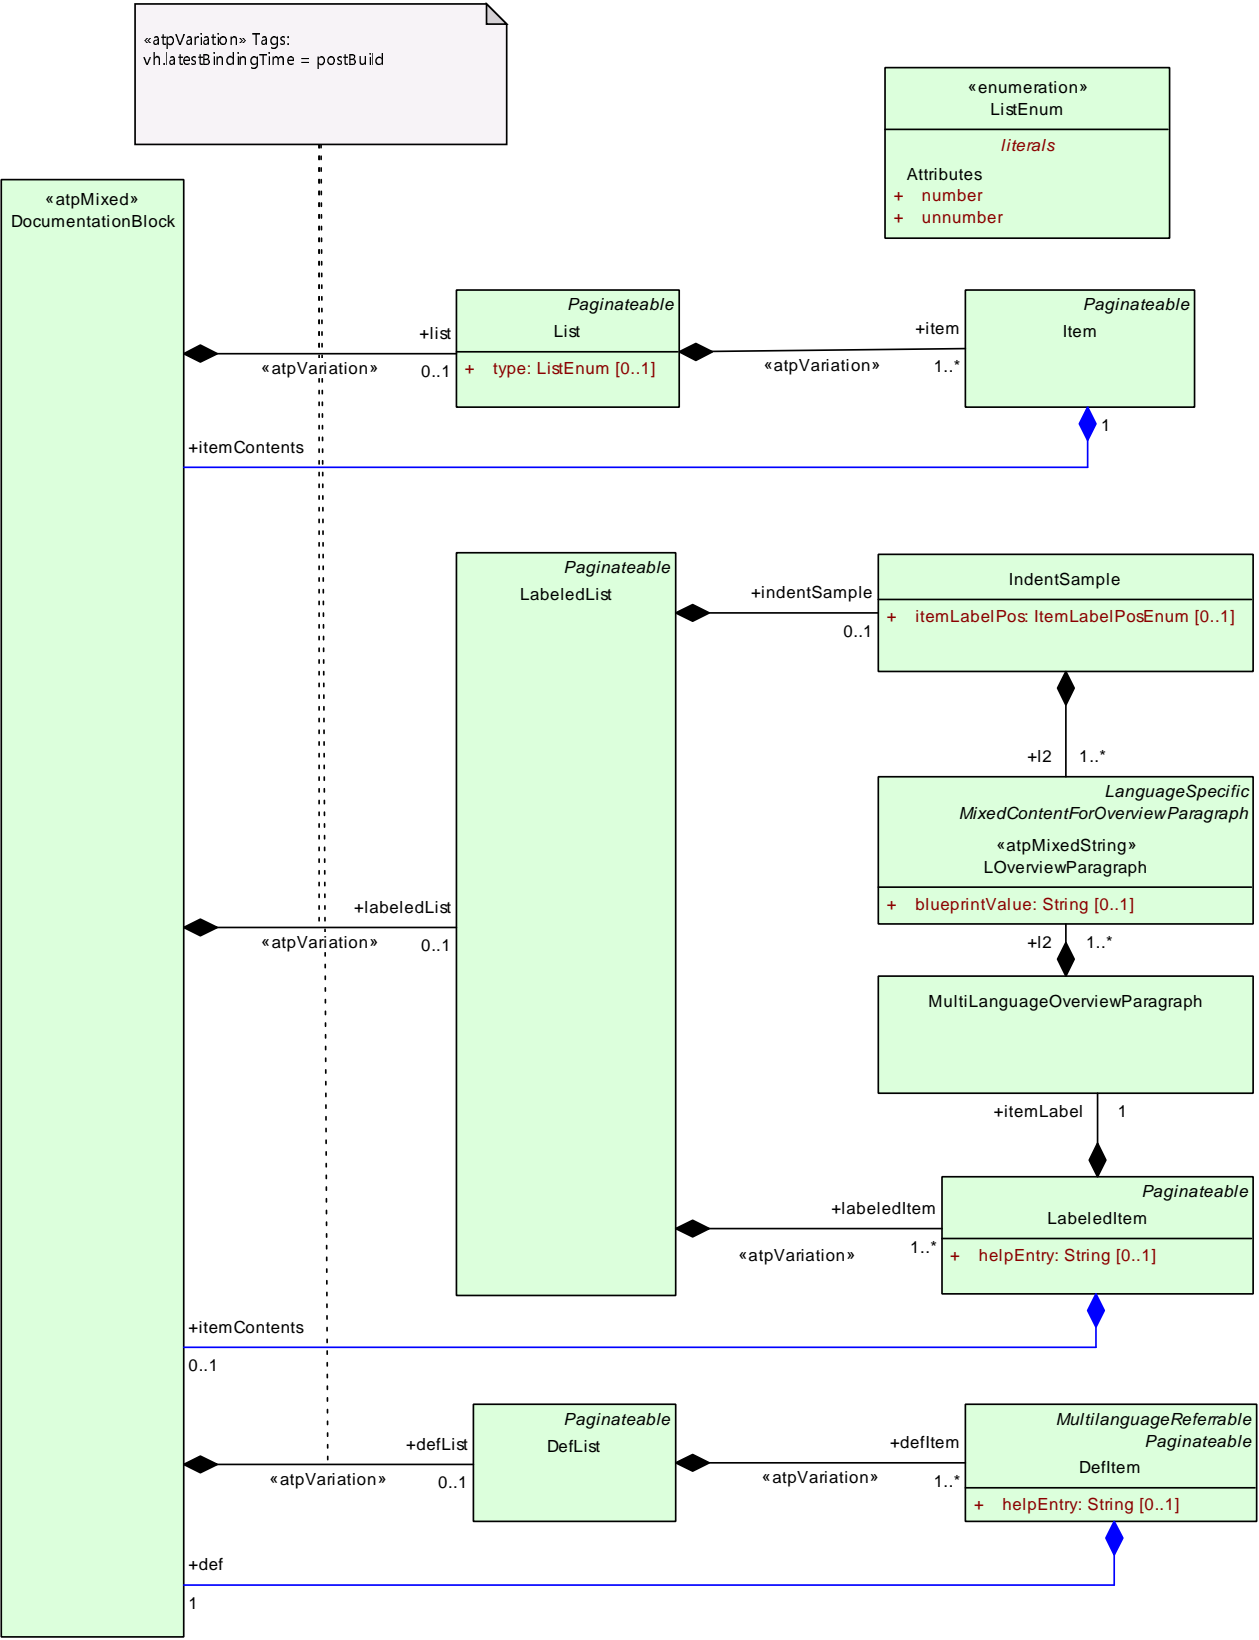 «atpVariation» Tags:
vh.latestBindingTime = postBuild
«enumeration»
ListEnum
literals
Attributes
+ number
+ unnumber
«atpMixed»
DocumentationBlock
Paginateable
List
+ type: ListEnum [0..1]
Paginateable
Item
+list
«atpVariation» 0..1
+item
«atpVariation» 1..*
+itemContents
1
Paginateable
LabeledList
+indentSample
0..1
IndentSample
+ itemLabelPos: ItemLabelPosEnum [0..1]
+l2 1..*
LanguageSpecific
MixedContentForOverviewParagraph
«atpMixedString»
LOverviewParagraph
+ blueprintValue: String [0..1]
+labeledList
«atpVariation» 0..1
+l2 1..*
MultiLanguageOverviewParagraph
+itemLabel 1
Paginateable
LabeledItem
+ helpEntry: String [0..1]
+labeledItem
«atpVariation» 1..*
+itemContents
0..1
Paginateable
DefList
+defList
«atpVariation» 0..1
+defItem
«atpVariation» 1..*
MultilanguageReferrable
Paginateable
DefItem
+ helpEntry: String [0..1]
+def
1